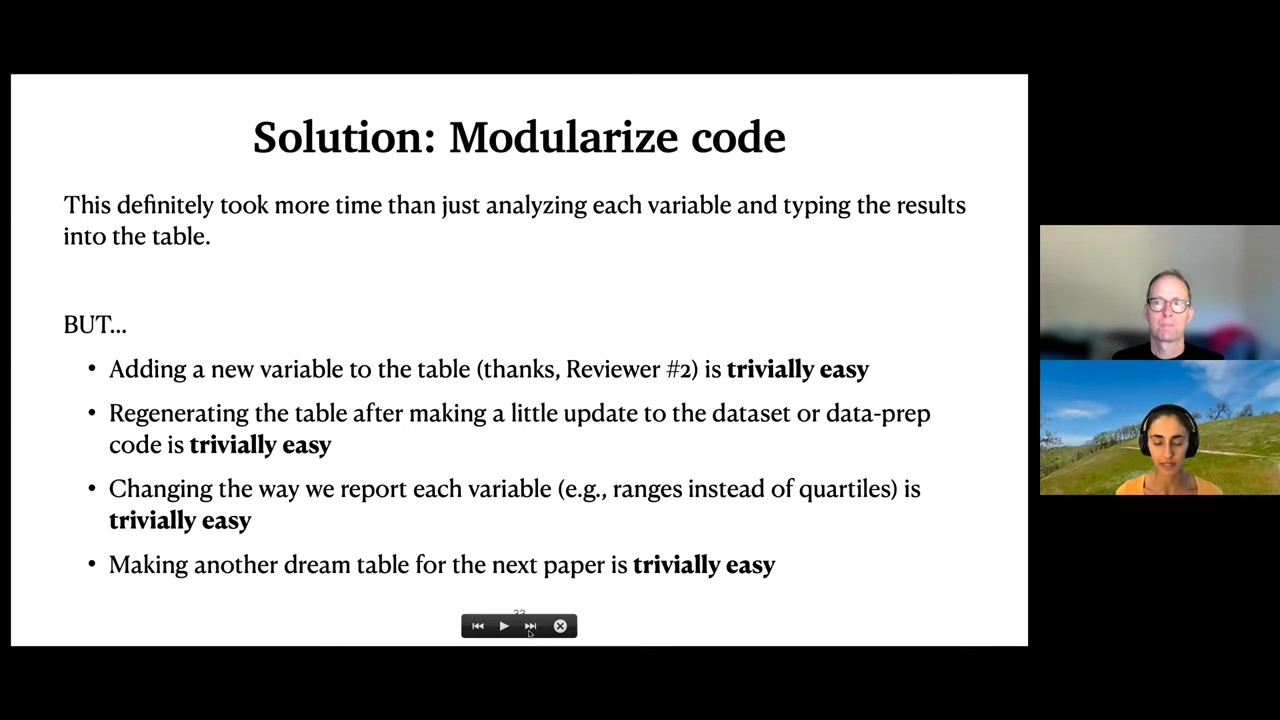 Solution: Modularize code
This definitely took more time than just analyzing each variable and typing the results
into the table.
BUT...
• Adding a new variable to the table (thanks, Reviewer #2) is trivially easy
• Regenerating the table after making a little update to the dataset or data-prep
code is trivially easy
• Changing the way we report each variable (e.g., ranges instead of quartiles) is
trivially easy
• Making another dream table for the next paper is trivially easy